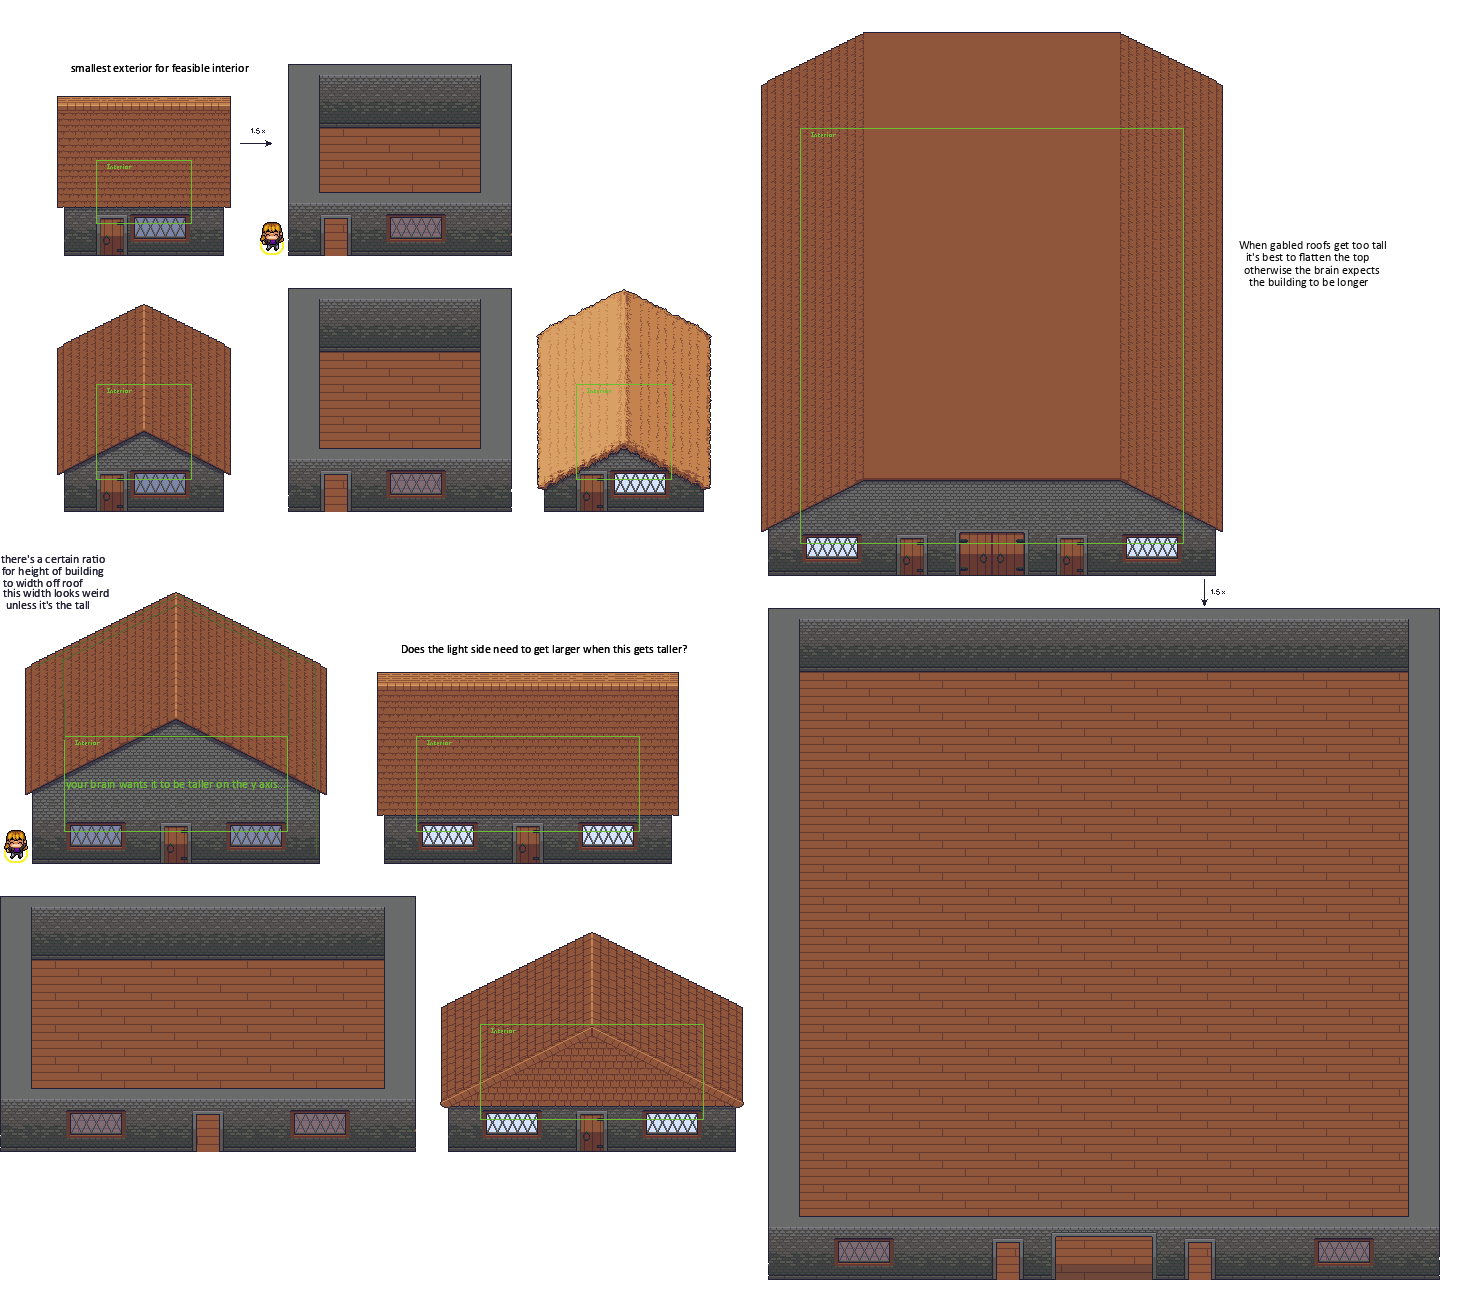 smallest exterior for feasible interior
1.5x
Interior
Interior
Interior
Interior
When gabled roofs get too tall
it's best to flatten the top
otherwise the brain expects
the building to be longer
1.5x
there's a certain ratio
for height of building
to width off roof
this width looks weird
unless it's the tall
Interior
your brain wants it to be taller on the y axis
Does the light side need to get larger when this gets taller?
Interior
Interior